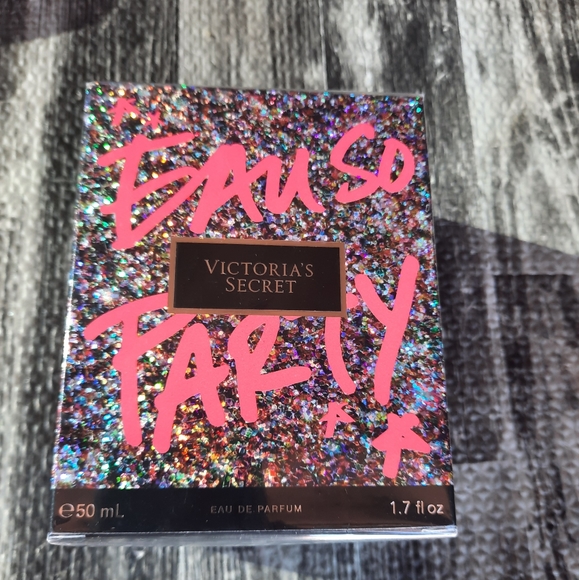 EAU SO
VICTORIA'S
SECRET
PARTY
℮50 ml.
EAU DE PARFUM
1.7 fl oz